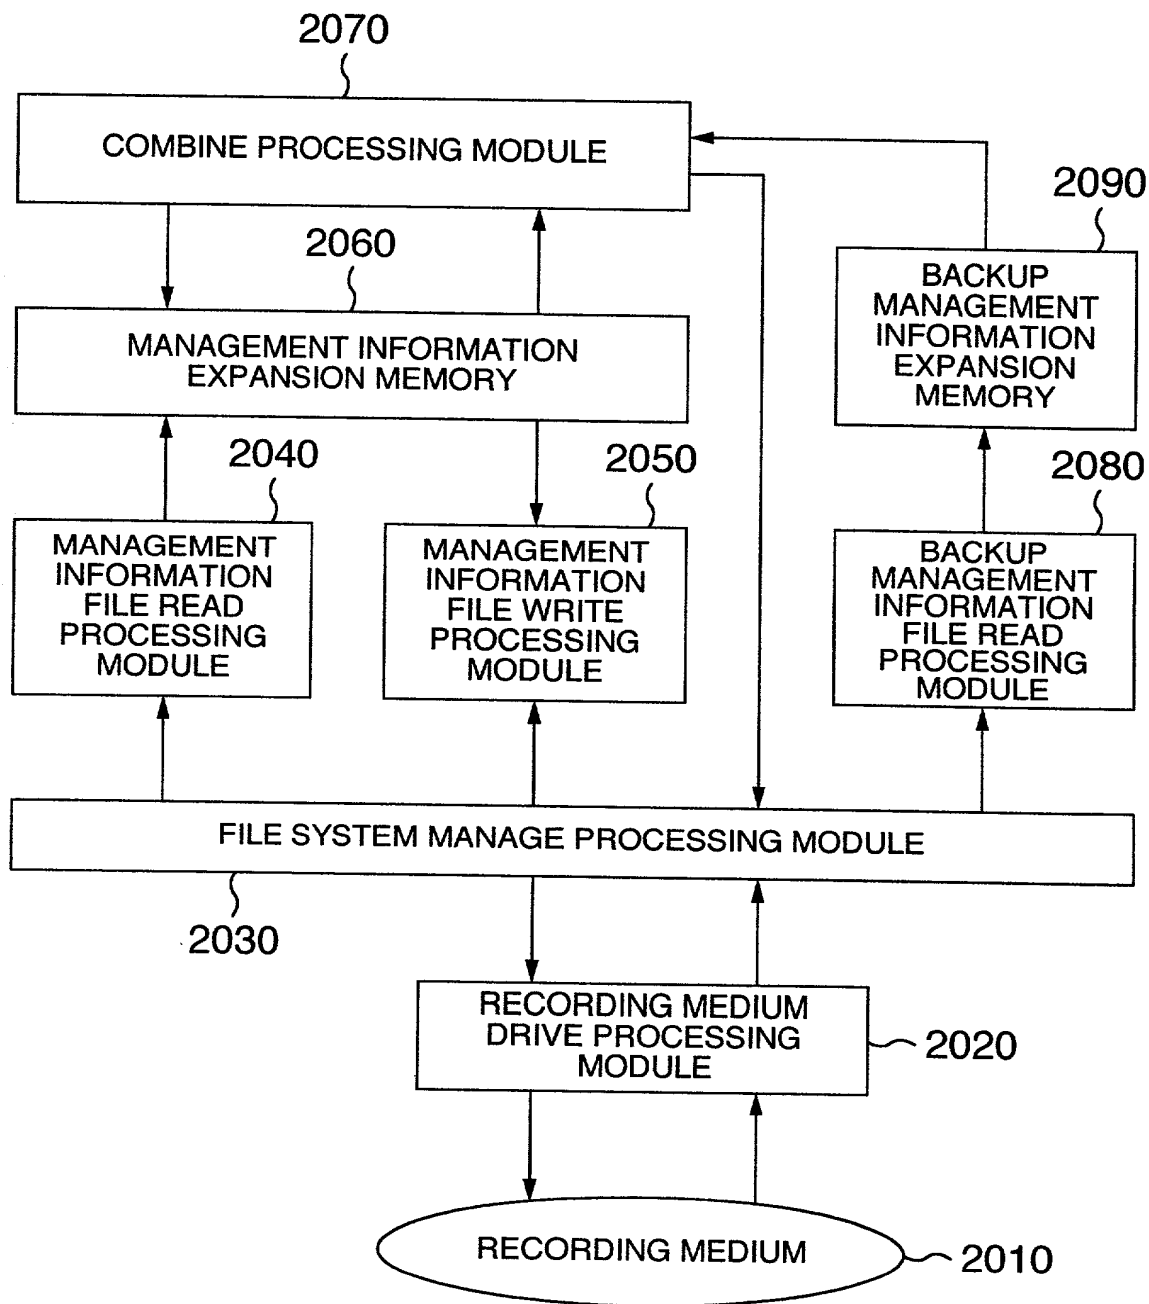 2070
COMBINE PROCESSING MODULE
2090
2060
BACKUP
MANAGEMENT
INFORMATION
EXPANSION
MEMORY
MANAGEMENT INFORMATION
EXPANSION MEMORY
2040
2050
2080
MANAGEMENT
INFORMATION
FILE READ
PROCESSING
MODULE
MANAGEMENT
INFORMATION
FILE WRITE
PROCESSING
MODULE
BACKUP
MANAGEMENT
INFORMATION
FILE READ
PROCESSING
MODULE
FILE SYSTEM MANAGE PROCESSING MODULE
2030
RECORDING MEDIUM
DRIVE PROCESSING
MODULE
2020
RECORDING MEDIUM
2010